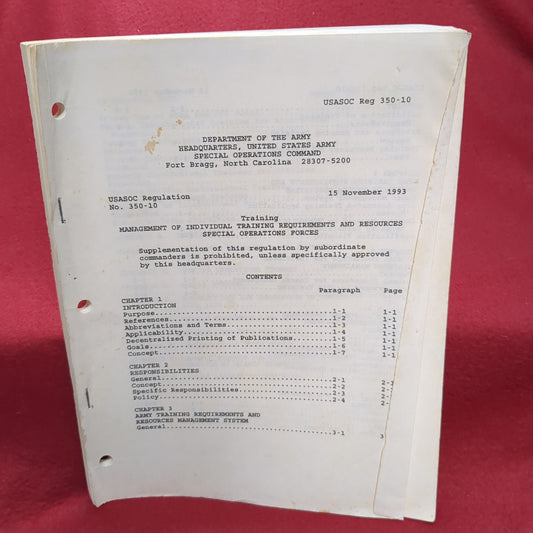 USASOC Reg 350-10
DEPARTMENT OF THE ARMY
HEADQUARTERS, UNITED STATES ARMY
SPECIAL OPERATIONS COMMAND
Fort Bragg, North Carolina 28307-5200
USASOC Regulation 15 November 1993
No. 350-10
Training
MANAGEMENT OF INDIVIDUAL TRAINING REQUIREMENTS AND RESOURCES
SPECIAL OPERATIONS FORCES
Supplementation of this regulation by subordinate
commanders is prohibited, unless specifically approved
by this headquarters.
CONTENTS
Paragraph Page
CHAPTER 1
INTRODUCTION
Purpose...1-1 1-1
References...1-2 1-1
Abbreviations and Terms...1-3 1-1
Applicability...1-4 1-1
Decentralized Printing of Publications...1-5 1-1
Goals...1-6 1-1
Concept...1-7 1-1
CHAPTER 2
RESPONSIBILITIES
General...2-1 2-1
Concept...2-2 2-
Specific Responsibilities...2-3 2-
Policy...2-4 2-
CHAPTER 3
ARMY TRAINING REQUIREMENTS AND
RESOURCES MANAGEMENT SYSTEM
General...3-1 3